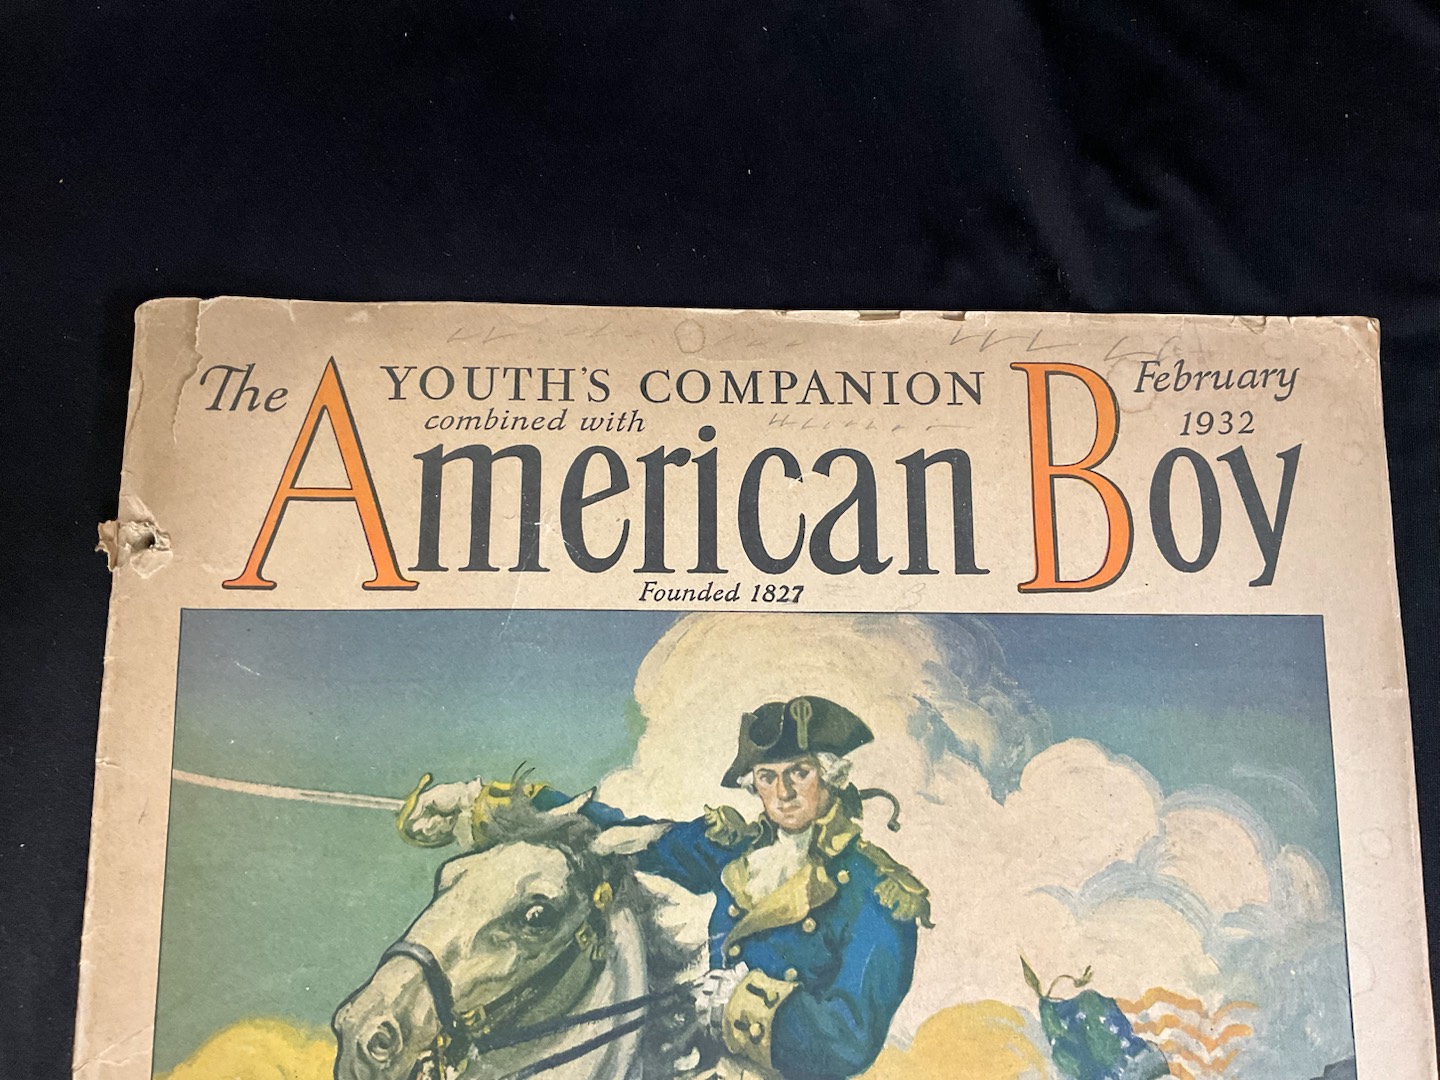 The YOUTH'S COMPANION February
combined with 1932
American Boy
Founded 1827